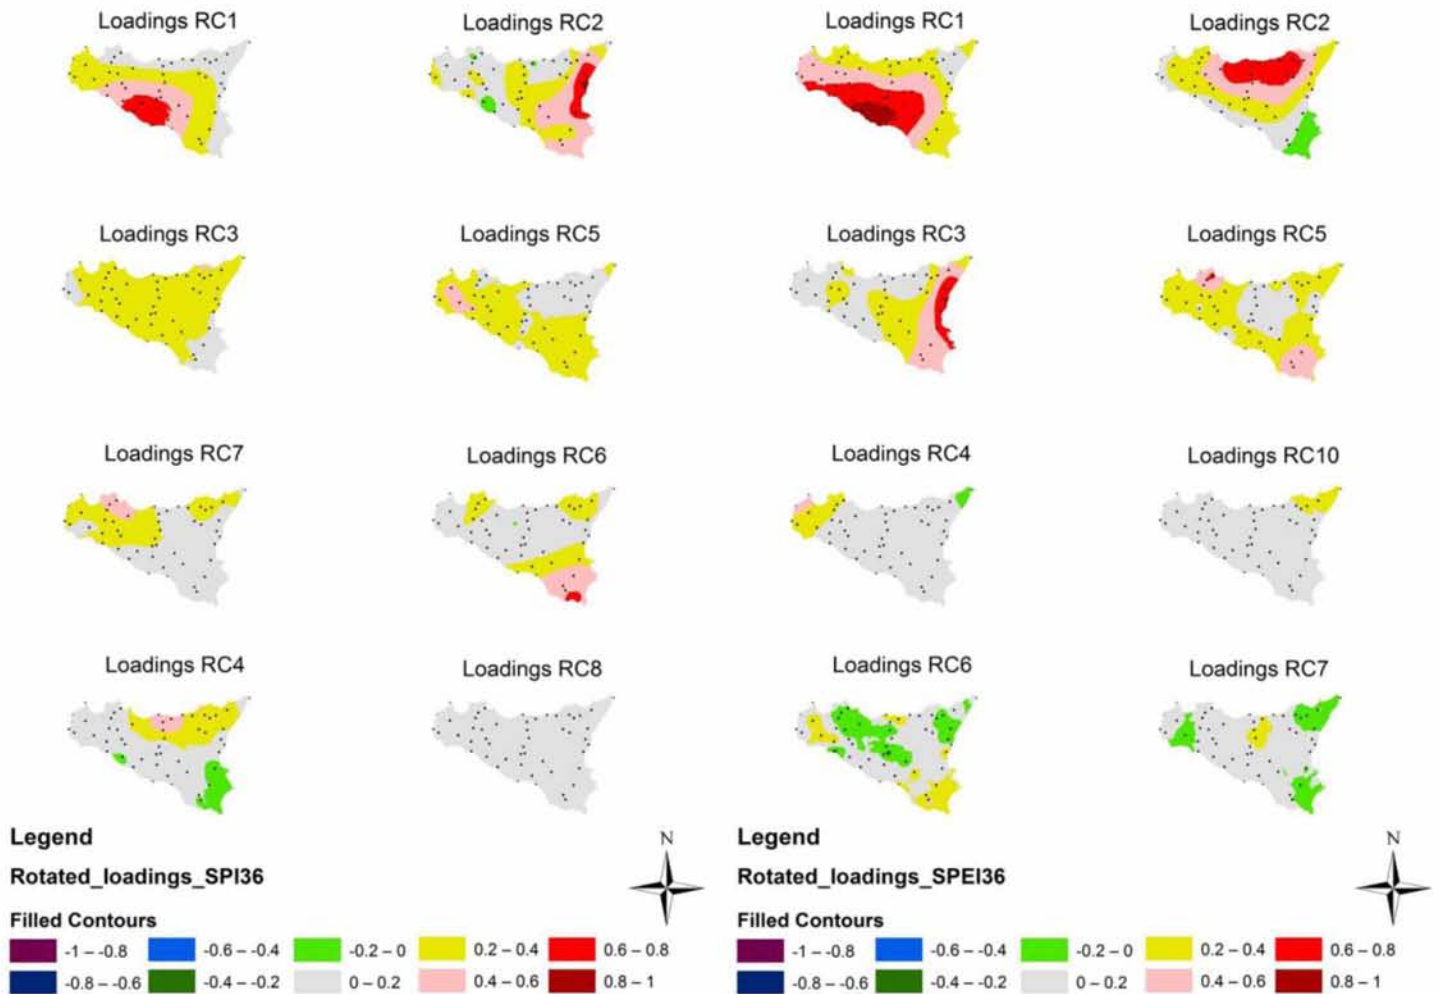 Loadings RC1
Loadings RC2
Loadings RC1
Loadings RC2
Loadings RC3
Loadings RC5
Loadings RC3
Loadings RC5
Loadings RC7
Loadings RC6
Loadings RC4
Loadings RC10
Loadings RC4
Loadings RC8
Loadings RC6
Loadings RC7
Legend
N
Rotated_loadings_SPI36
Filled Contours
-1 – -0.8
-0.6 – -0.4
-0.2 – 0
0.2 – 0.4
0.6 – 0.8
-0.8 – -0.6
-0.4 – -0.2
0 – 0.2
0.4 – 0.6
0.8 – 1
Legend
N
Rotated_loadings_SPEI36
Filled Contours
-1 – -0.8
-0.6 – -0.4
-0.2 – 0
0.2 – 0.4
0.6 – 0.8
-0.8 – -0.6
-0.4 – -0.2
0 – 0.2
0.4 – 0.6
0.8 – 1